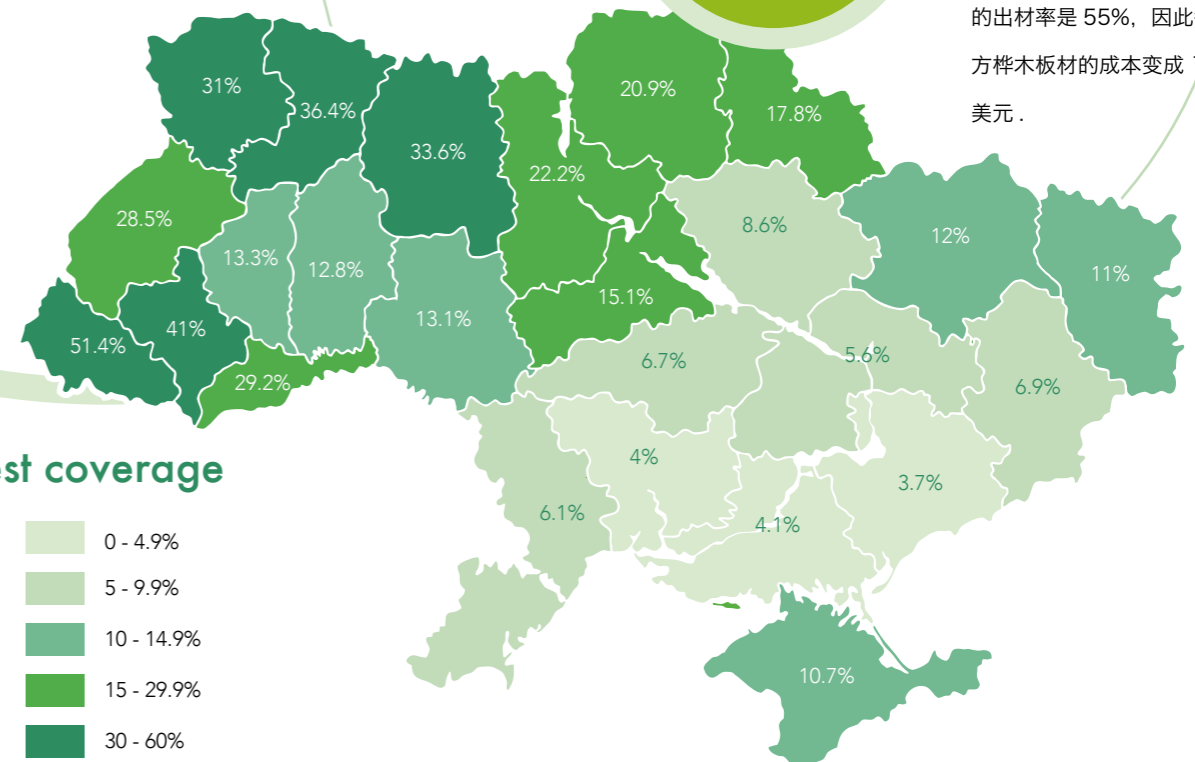 的出材率是 55%, 因此
方桦木板材的成本变成
美元 .
31%
36.4%
33.6%
20.9%
17.8%
22.2%
28.5%
8.6%
12%
13.3%
12.8%
11%
15.1%
13.1%
41%
51.4%
6.7%
5.6%
29.2%
6.9%
4%
3.7%
6.1%
4.1%
10.7%
est coverage
0 - 4.9%
5 - 9.9%
10 - 14.9%
15 - 29.9%
30 - 60%